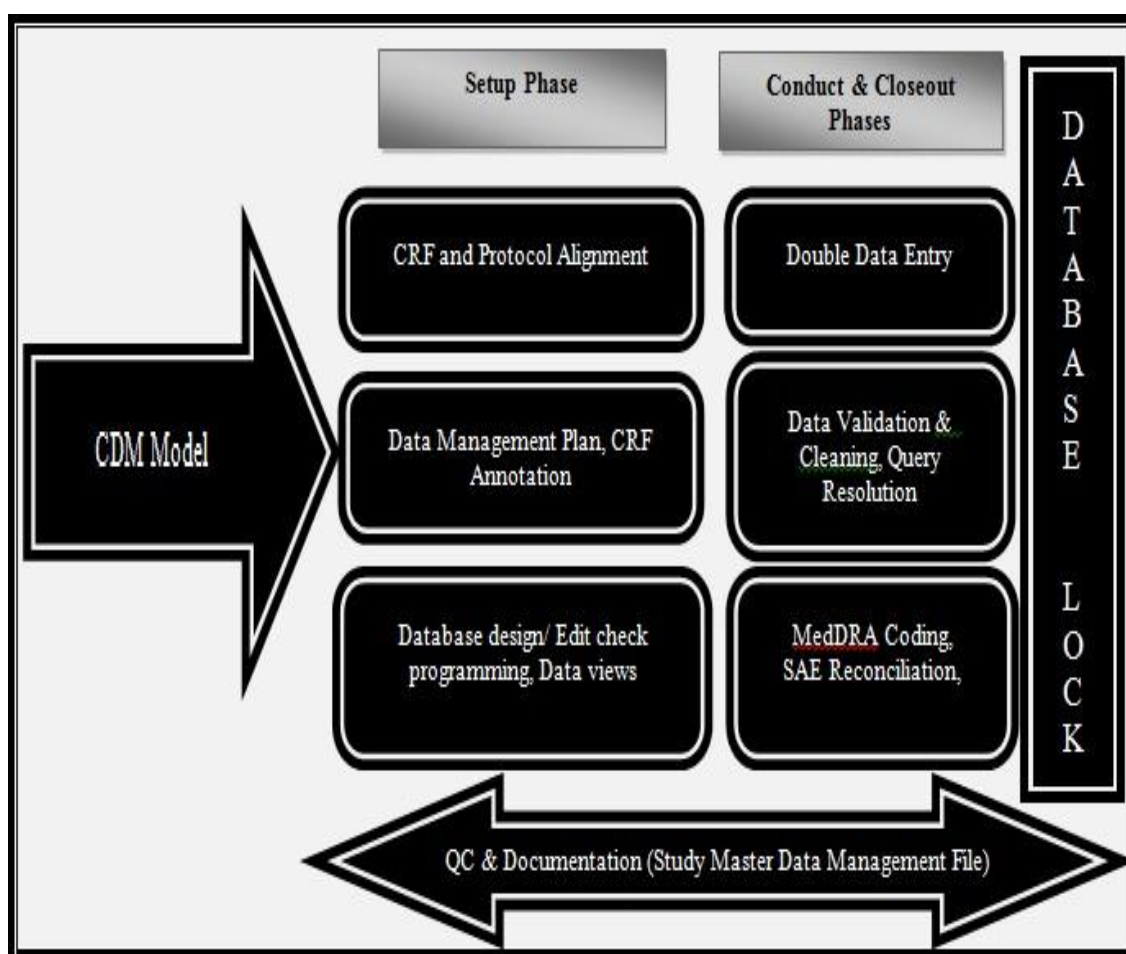 Setup Phase
Conduct & Closeout
Phases
CRF and Protocol Alignment
Double Data Entry
CDM Model
Data Management Plan, CRF
Annotation
Data Validation &
Cleaning, Query
Resolution
Database design/ Edit check
programming, Data views
MedDRA Coding,
SAE Reconciliation,
DATABASE LOCK
QC & Documentation (Study Master Data Management File)